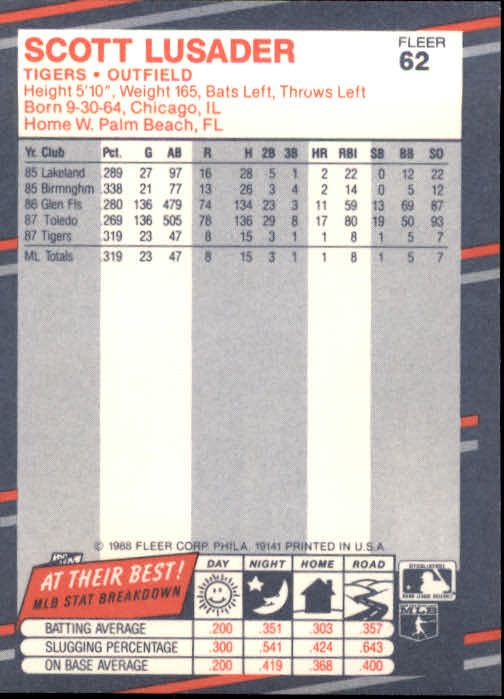 SCOTT LUSADER
FLEER
62
TIGERS • OUTFIELD
Height 5'10", Weight 165, Bats Left, Throws Left
Born 9-30-64, Chicago, IL
Home W. Palm Beach, FL
Yr. Club Pct. G AB R H 2B 3B HR RBI SB BB SO
85 Lakeland .289 27 97 16 28 5 1 2 22 0 12 22
85 Birmnghm .338 21 77 13 26 3 4 2 14 0 5 12
86 Glen Fls .280 136 479 74 134 23 3 11 59 13 69 87
87 Toledo .269 136 505 78 136 29 8 17 80 19 50 93
87 Tigers .319 23 47 8 15 3 1 1 8 1 5 7
ML Totals .319 23 47 8 15 3 1 1 8 1 5 7
© 1988 FLEER CORP. PHILA. 19141 PRINTED IN U.S.A.
AT THEIR BEST!
MLB STAT BREAKDOWN
DAY NIGHT HOME ROAD
BATTING AVERAGE .200 .351 .303 .357
SLUGGING PERCENTAGE .300 .541 .424 .643
ON BASE AVERAGE .200 .419 .368 .400